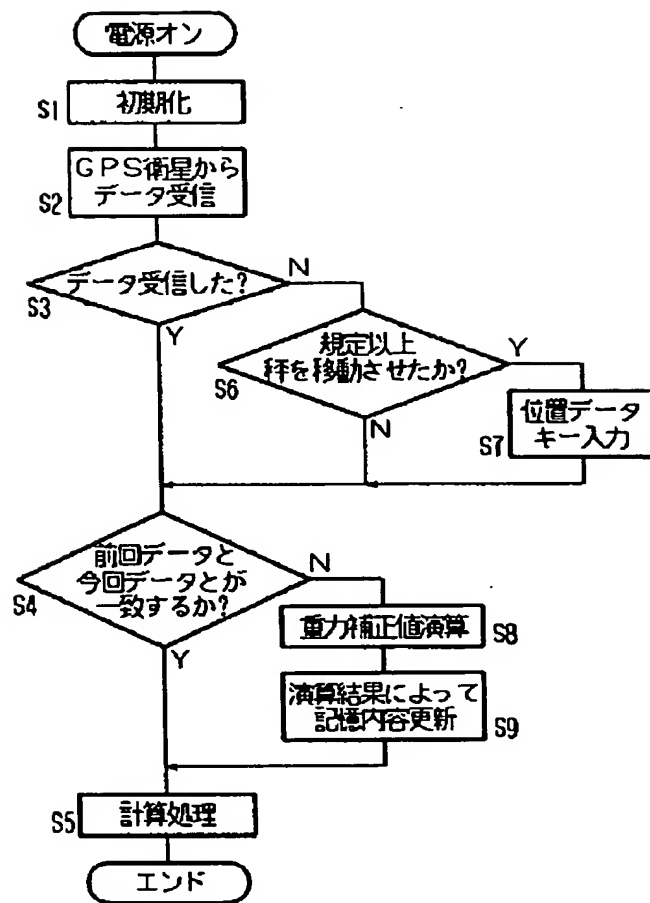 電源オン
S1
初期化
S2
GPS衛星から
データ受信
S3
データ受信した?
N
Y
S6
規定以上
秤を移動させたか?
Y
N
S7
位置データ
キー入力
S4
前回データと
今回データとが
一致するか?
N
Y
重力補正値演算
S8
演算結果によって
記憶内容更新
S9
S5
計算処理
エンド